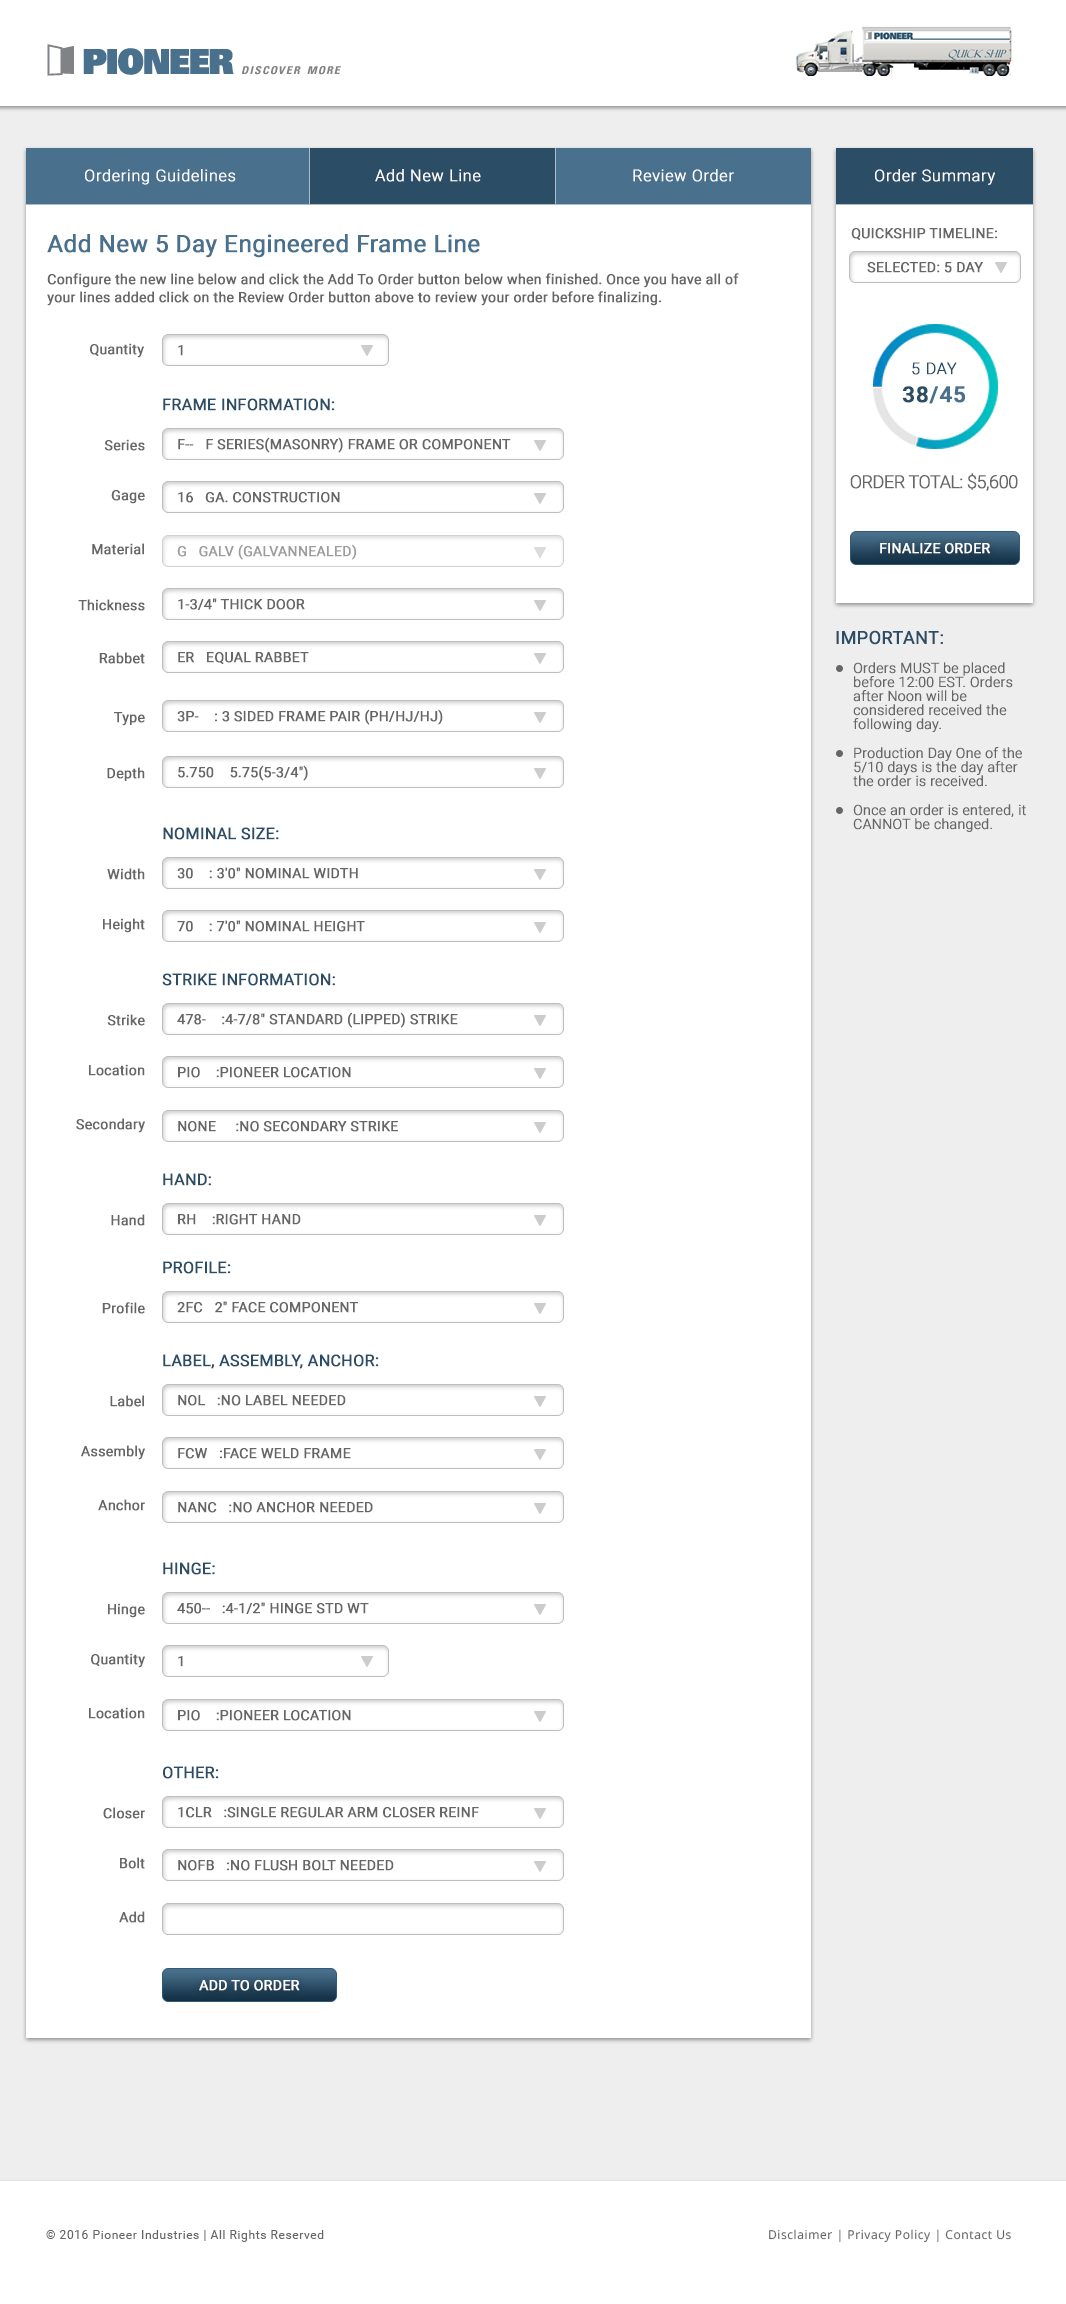 PIONEER DISCOVER MORE
PIONEER
QUICK SHIP
Ordering Guidelines
Add New Line
Review Order
Add New 5 Day Engineered Frame Line
Configure the new line below and click the Add To Order button below when finished. Once you have all of
your lines added click on the Review Order button above to review your order before finalizing.
Quantity 1
FRAME INFORMATION:
Series F-- F SERIES(MASONRY) FRAME OR COMPONENT
Gage 16 GA. CONSTRUCTION
Material G GALV (GALVANNEALED)
Thickness 1-3/4" THICK DOOR
Rabbet ER EQUAL RABBET
Type 3P- : 3 SIDED FRAME PAIR (PH/HJ/HJ)
Depth 5.750 5.75(5-3/4")
NOMINAL SIZE:
Width 30 : 3'0" NOMINAL WIDTH
Height 70 : 7'0" NOMINAL HEIGHT
STRIKE INFORMATION:
Strike 478- :4-7/8" STANDARD (LIPPED) STRIKE
Location PIO :PIONEER LOCATION
Secondary NONE :NO SECONDARY STRIKE
HAND:
Hand RH :RIGHT HAND
PROFILE:
Profile 2FC 2" FACE COMPONENT
LABEL, ASSEMBLY, ANCHOR:
Label NOL :NO LABEL NEEDED
Assembly FCW :FACE WELD FRAME
Anchor NANC :NO ANCHOR NEEDED
HINGE:
Hinge 450-- :4-1/2" HINGE STD WT
Quantity 1
Location PIO :PIONEER LOCATION
OTHER:
Closer 1CLR :SINGLE REGULAR ARM CLOSER REINF
Bolt NOFB :NO FLUSH BOLT NEEDED
Add
ADD TO ORDER
Order Summary
QUICKSHIP TIMELINE:
SELECTED: 5 DAY
5 DAY
38/45
ORDER TOTAL: $5,600
FINALIZE ORDER
IMPORTANT:
● Orders MUST be placed
before 12:00 EST. Orders
after Noon will be
considered received the
following day.
● Production Day One of the
5/10 days is the day after
the order is received.
● Once an order is entered, it
CANNOT be changed.
© 2016 Pioneer Industries | All Rights Reserved
Disclaimer | Privacy Policy | Contact Us